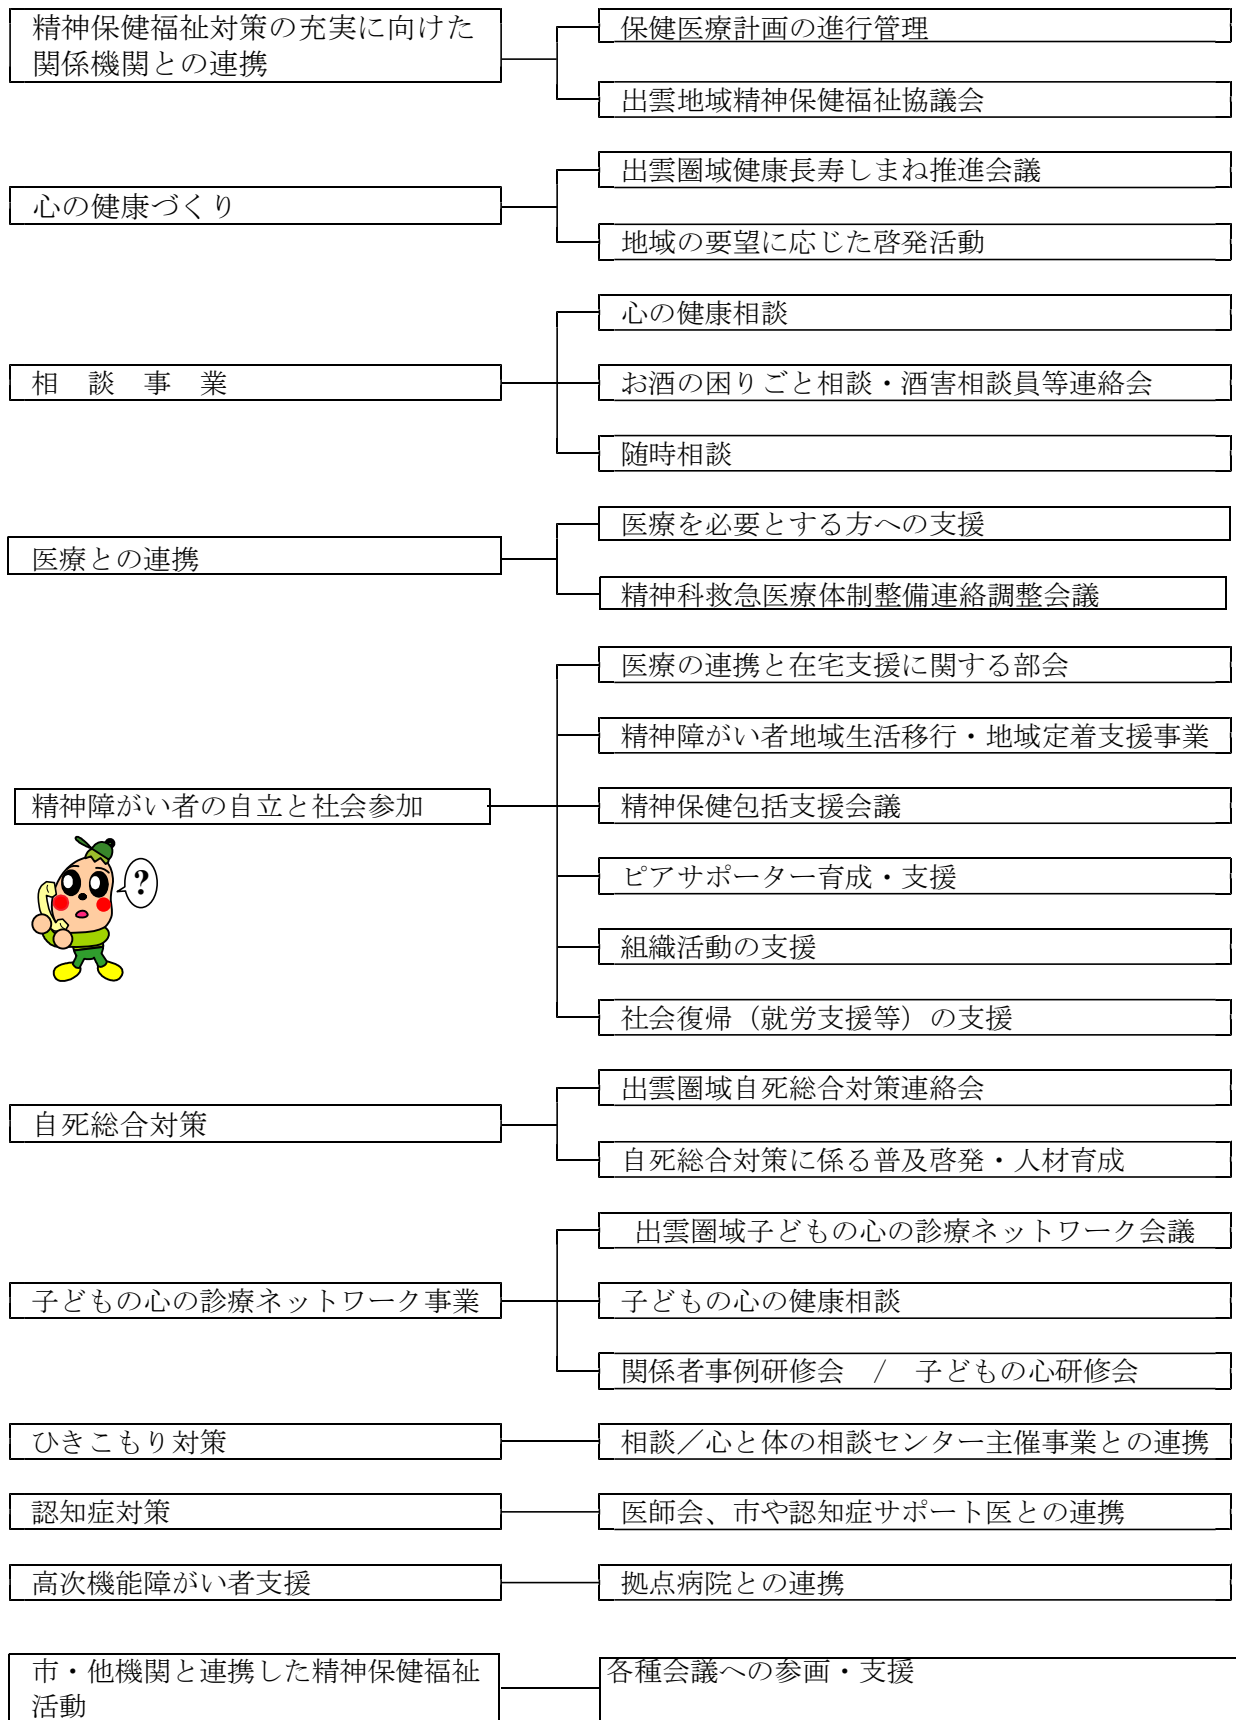 精神保健福祉対策の充実に向けた
関係機関との連携
保健医療計画の進行管理
出雲地域精神保健福祉協議会
心の健康づくり
出雲圏域健康長寿しまね推進会議
地域の要望に応じた啓発活動
相　談　事　業
心の健康相談
お酒の困りごと相談・酒害相談員等連絡会
随時相談
医療との連携
医療を必要とする方への支援
精神科救急医療体制整備連絡調整会議
精神障がい者の自立と社会参加
医療の連携と在宅支援に関する部会
精神障がい者地域生活移行・地域定着支援事業
精神保健包括支援会議
ピアサポーター育成・支援
組織活動の支援
社会復帰（就労支援等）の支援
?
自死総合対策
出雲圏域自死総合対策連絡会
自死総合対策に係る普及啓発・人材育成
子どもの心の診療ネットワーク事業
出雲圏域子どもの心の診療ネットワーク会議
子どもの心の健康相談
関係者事例研修会　/　子どもの心研修会
ひきこもり対策
相談／心と体の相談センター主催事業との連携
認知症対策
医師会、市や認知症サポート医との連携
高次機能障がい者支援
拠点病院との連携
市・他機関と連携した精神保健福祉
活動
各種会議への参画・支援